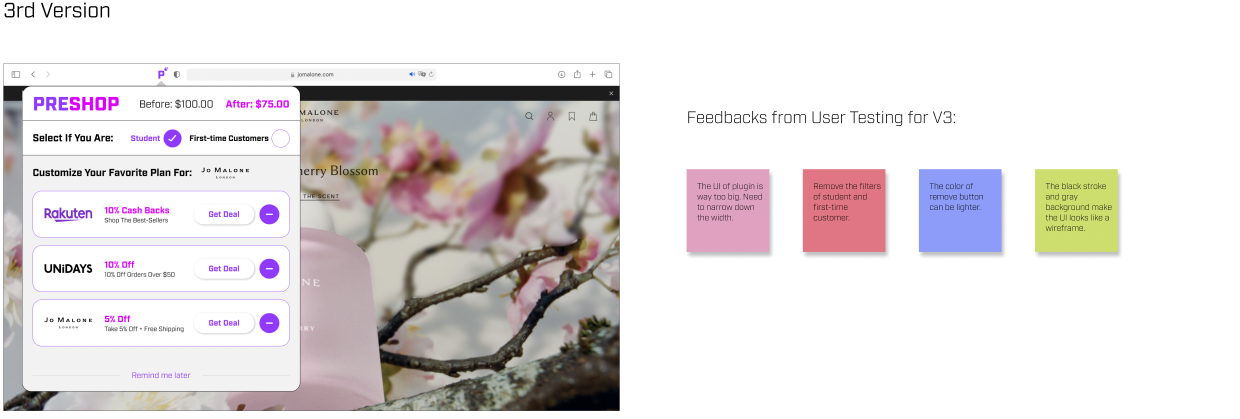 3rd Version
jomalone.com
PRESHOP
Before: $100.00
After: $75.00
Select If You Are:
Student
First-time Customers
Customize Your Favorite Plan For:
JO MALONE
LONDON
Rakuten
10% Cash Backs
Shop The Best-Sellers
Get Deal
UNiDAYS
10% Off
10% Off Orders Over $50
Get Deal
JO MALONE
LONDON
5% Off
Take 5% Off + Free Shipping
Get Deal
Remind me later
MALONE
LONDON
herry Blossom
THE SCENT
NE
RY
Feedbacks from User Testing for V3:
The UI of plugin is
way too big. Need
to narrow down
the width.
Remove the filters
of student and
first-time
customer.
The color of
remove button
can be lighter.
The black stroke
and gray
background make
the UI looks like a
wireframe.